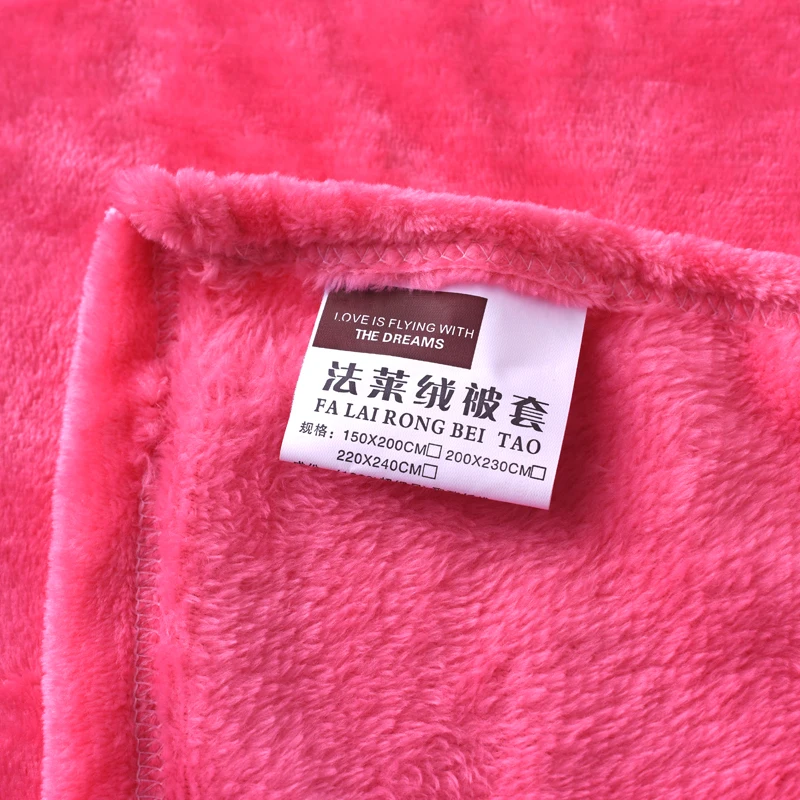 LOVE IS FLYING WITH
THE DREAMS
法莱绒被套
FA LAI RONG BEI TAO
规格：150X200CM□ 200X230CM□
220X240CM□